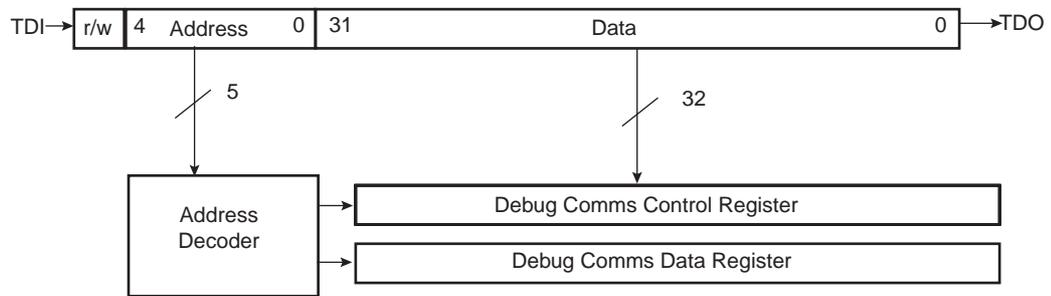 TDI r/w 4 Address 0 31 Data 0 TDO
5
32
Address
Decoder
Debug Comms Control Register
Debug Comms Data Register